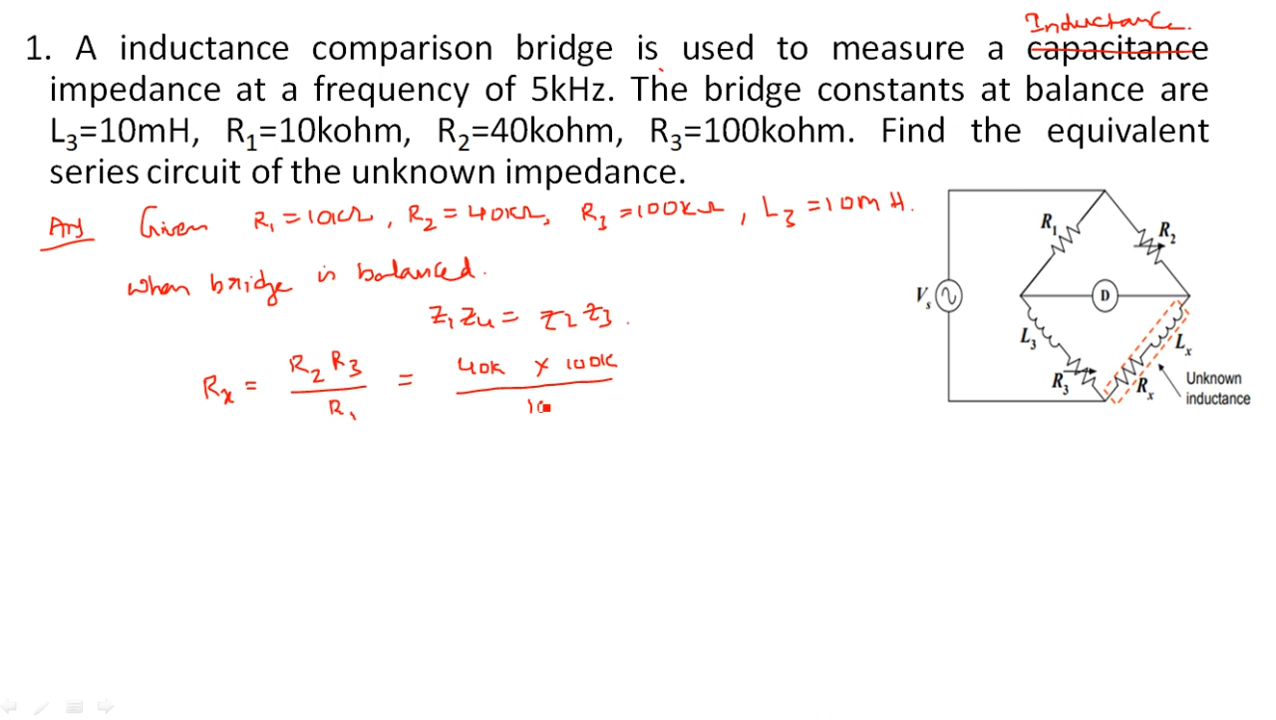 Inductance.
1. A inductance comparison bridge is used to measure a capacitance
impedance at a frequency of 5kHz. The bridge constants at balance are
L3=10mH, R1=10kohm, R2=40kohm, R3=100kohm. Find the equivalent
series circuit of the unknown impedance.
Ans Given R1=10kΩ, R2=40kΩ, R3=100kΩ, L3=10mH.
when bridge is balanced.
Z1Z4 = Z2Z3.
Rx = R2R3 / R1 = 40k × 100k / 10
R1
R2
Vs
D
L3
Lx
R3
Rx
Unknown
inductance